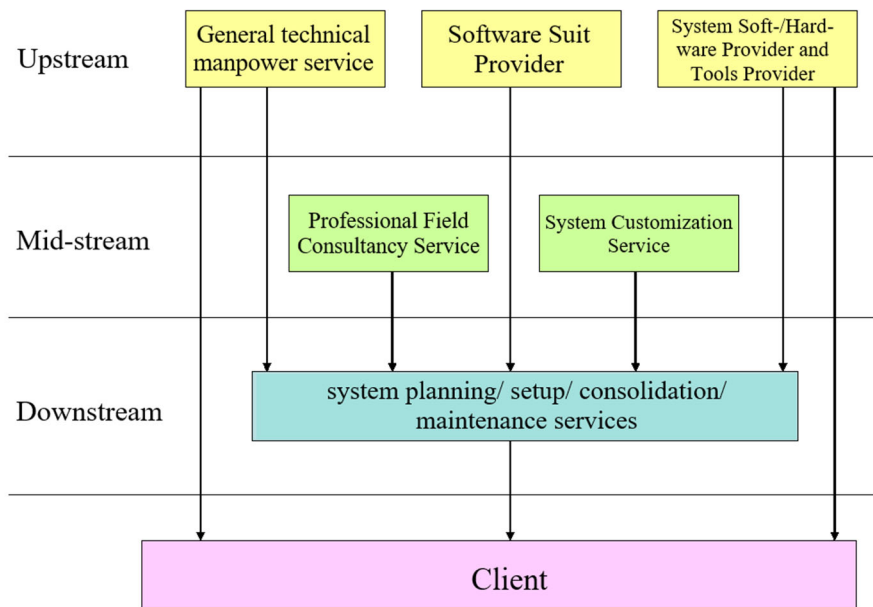 Upstream
General technical
manpower service
Software Suit
Provider
System Soft-/Hard-
ware Provider and
Tools Provider
Mid-stream
Professional Field
Consultancy Service
System Customization
Service
Downstream
system planning/ setup/ consolidation/
maintenance services
Client